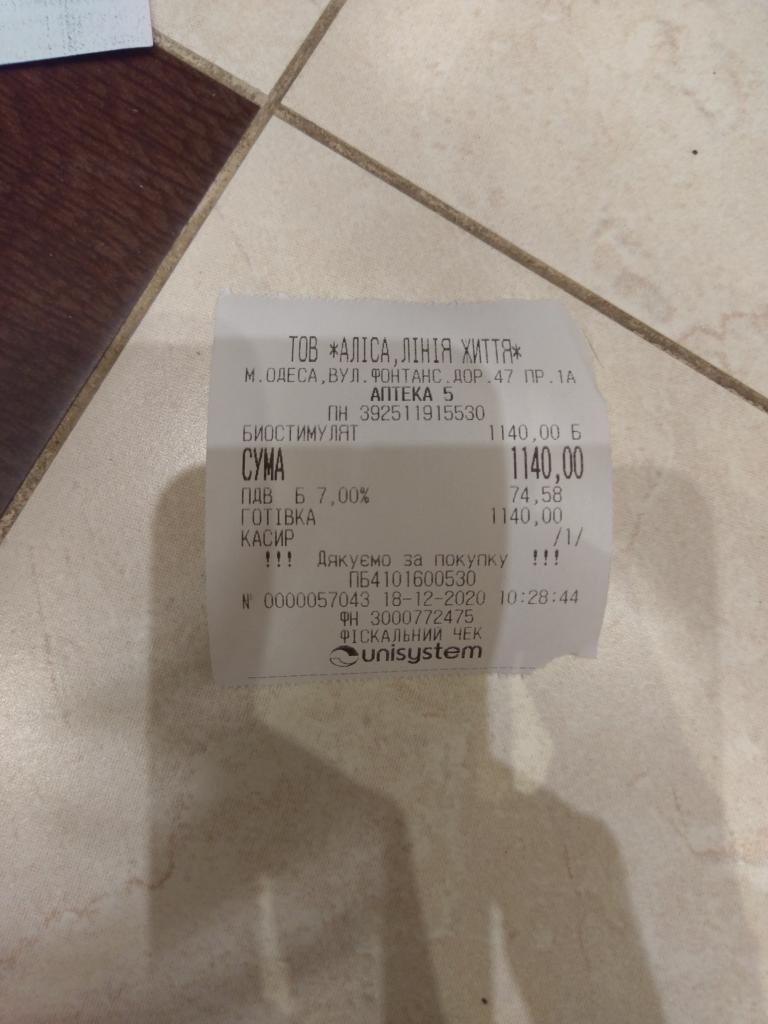 ТОВ *АЛІСА,ЛІНІЯ ЖИТТЯ*
М.ОДЕСА,ВУЛ.ФОНТАНС.ДОР.47 ПР.1А
АПТЕКА 5
ПН 392511915530
БИОСТИМУЛЯТ 1140,00 Б
СУМА 1140,00
ПДВ Б 7,00% 74,58
ГОТІВКА 1140,00
КАСИР /1/
!!! Дякуємо за покупку !!!
ПБ4101600530
№ 0000057043 18-12-2020 10:28:44
ФН 3000772475
ФІСКАЛЬНИЙ ЧЕК
unisystem